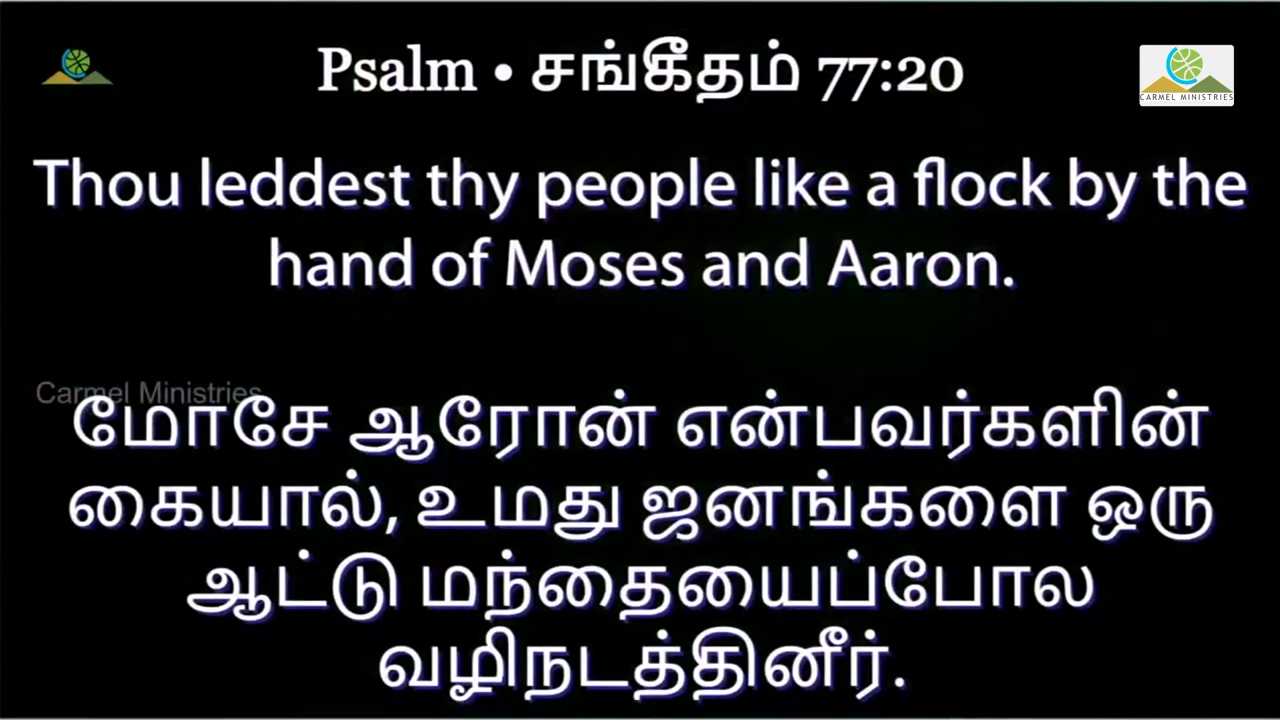 Psalm • சங்கீதம் 77:20
CARMEL MINISTRIES
Thou leddest thy people like a flock by the
hand of Moses and Aaron.
Carmel Ministries
மோசே ஆரோன் என்பவர்களின்
கையால், உமது ஜனங்களை ஒரு
ஆட்டு மந்தையைப்போல
வழிநடத்தினீர்.